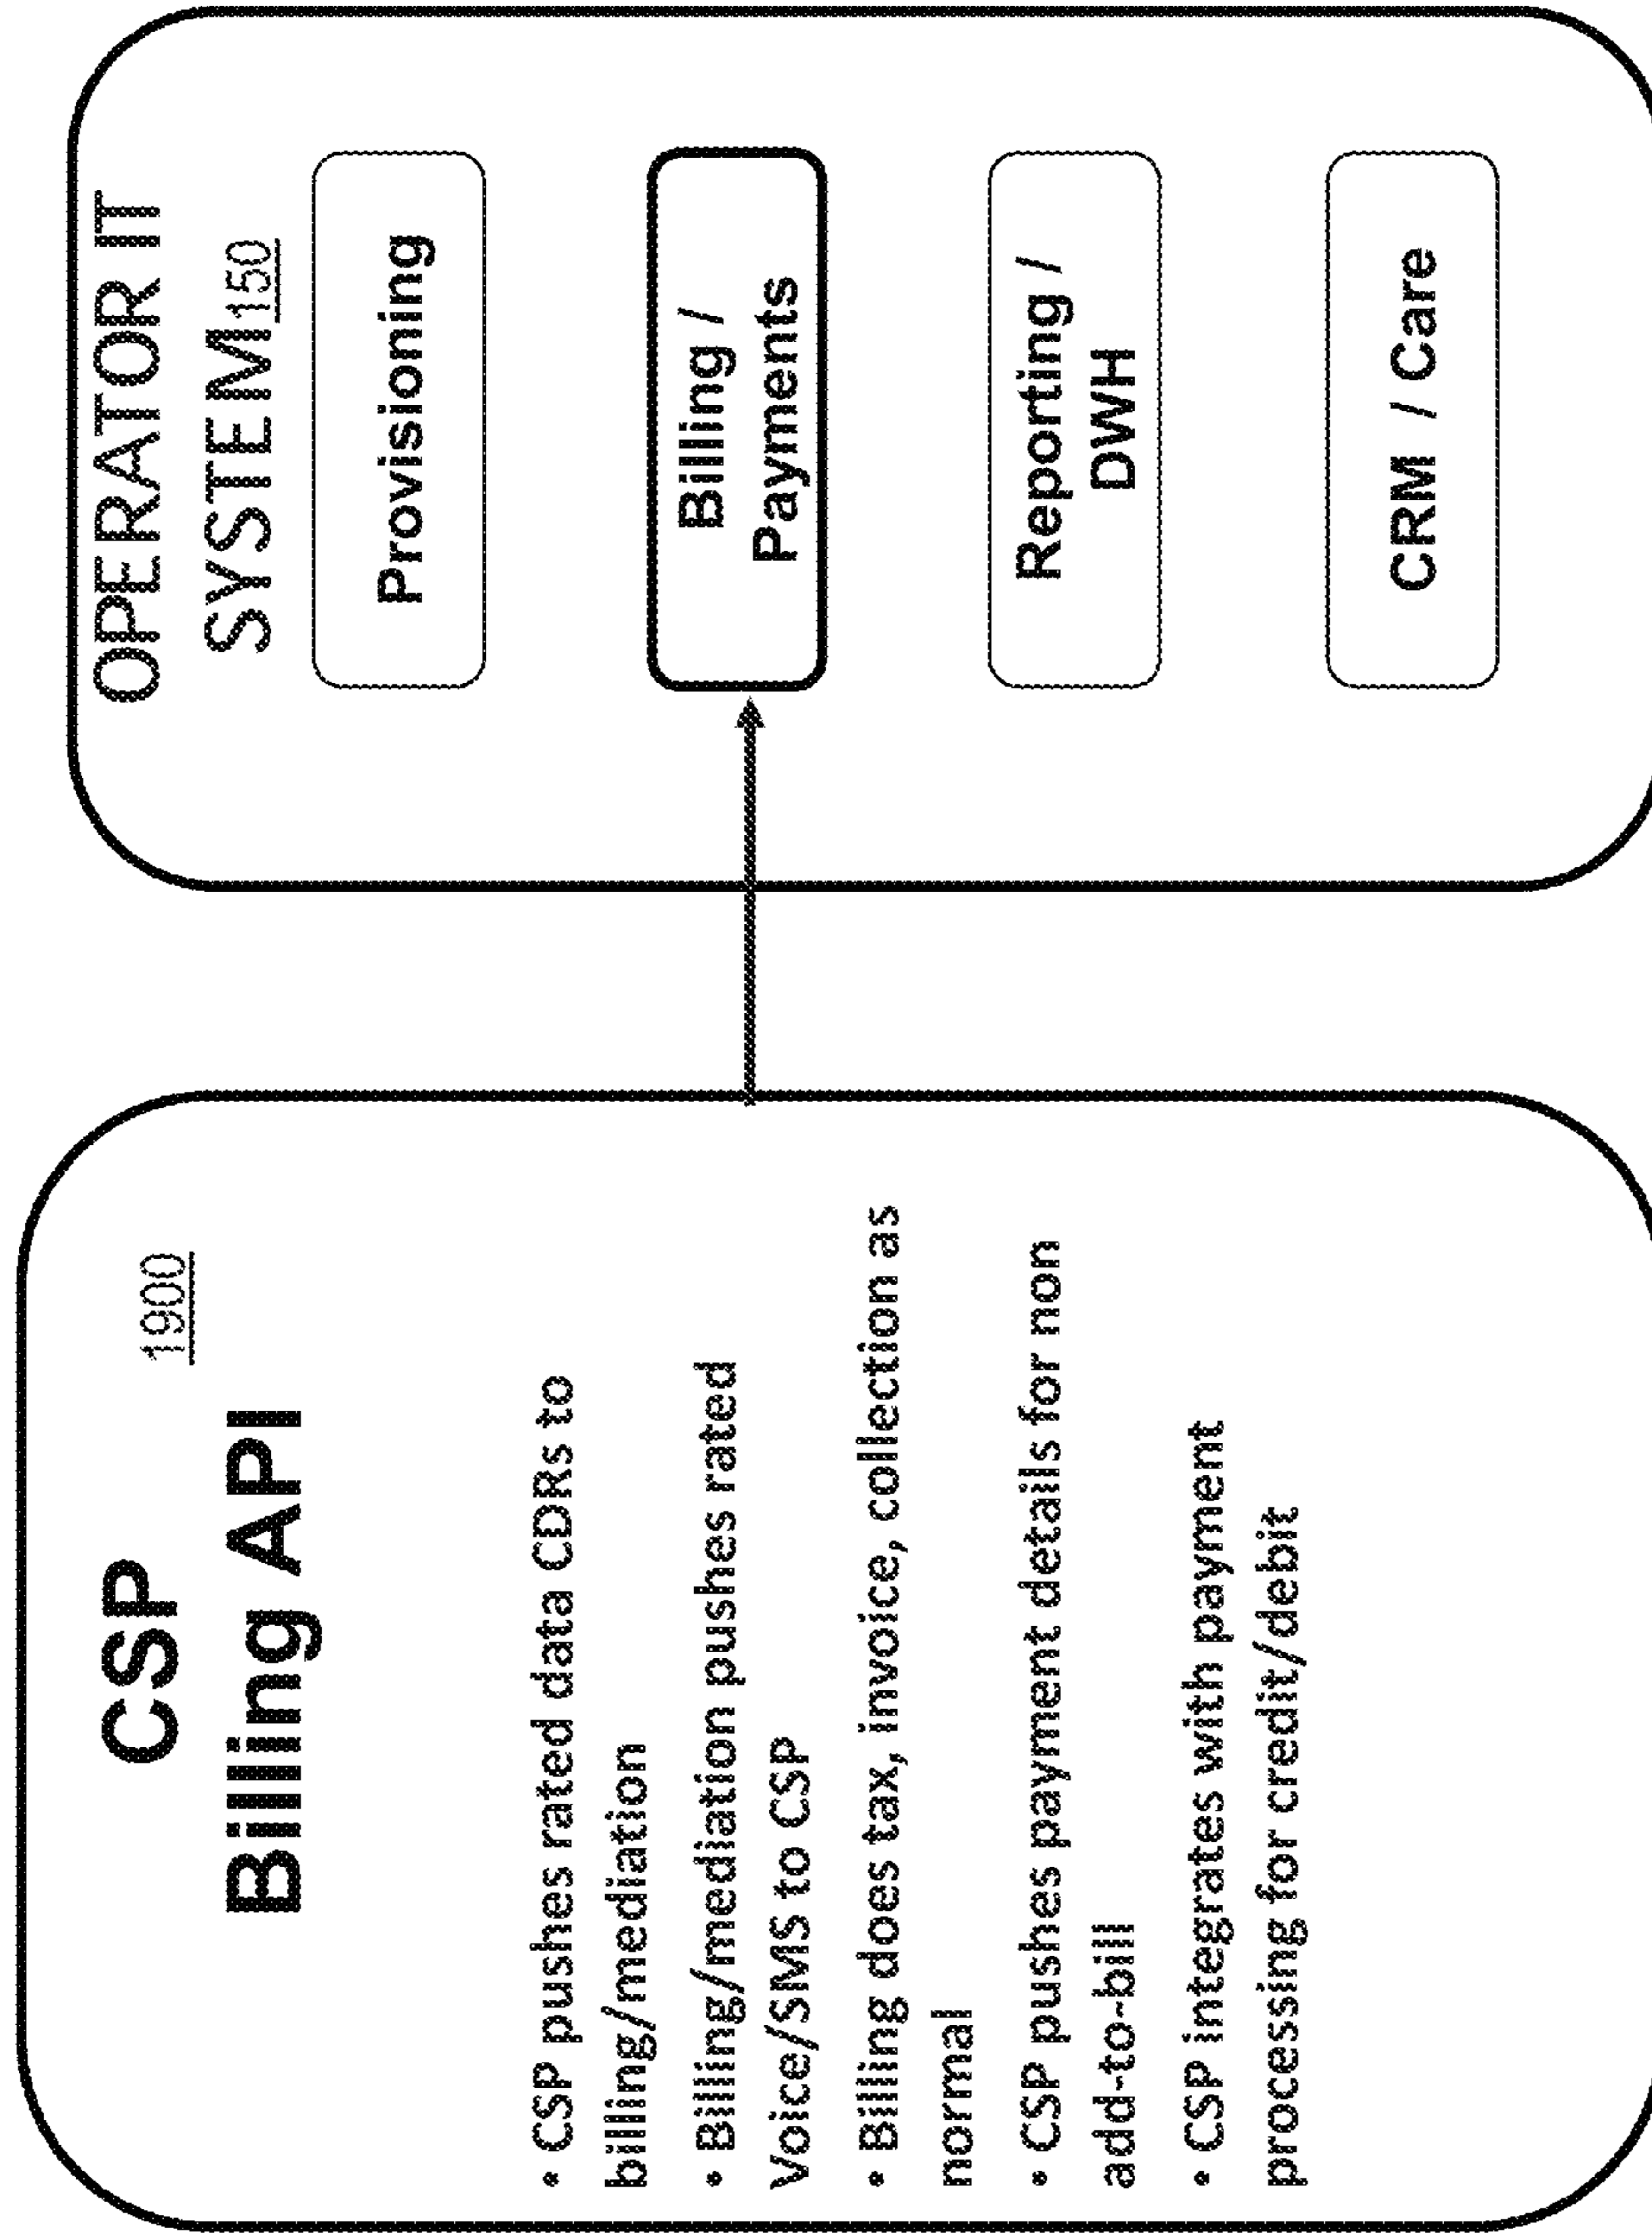 CSP
Billing API
1900
• CSP pushes rated data CDRs to
billing/mediation
• Billing/mediation pushes rated
Voice/SMS to CSP
• Billing does tax, invoice, collection as
normal
• CSP pushes payment details for non
add-to-bill
• CSP integrates with payment
processing for credit/debit
OPERATOR IT
SYSTEM 150
Provisioning
Billing /
Payments
Reporting /
DWH
CRM / Care